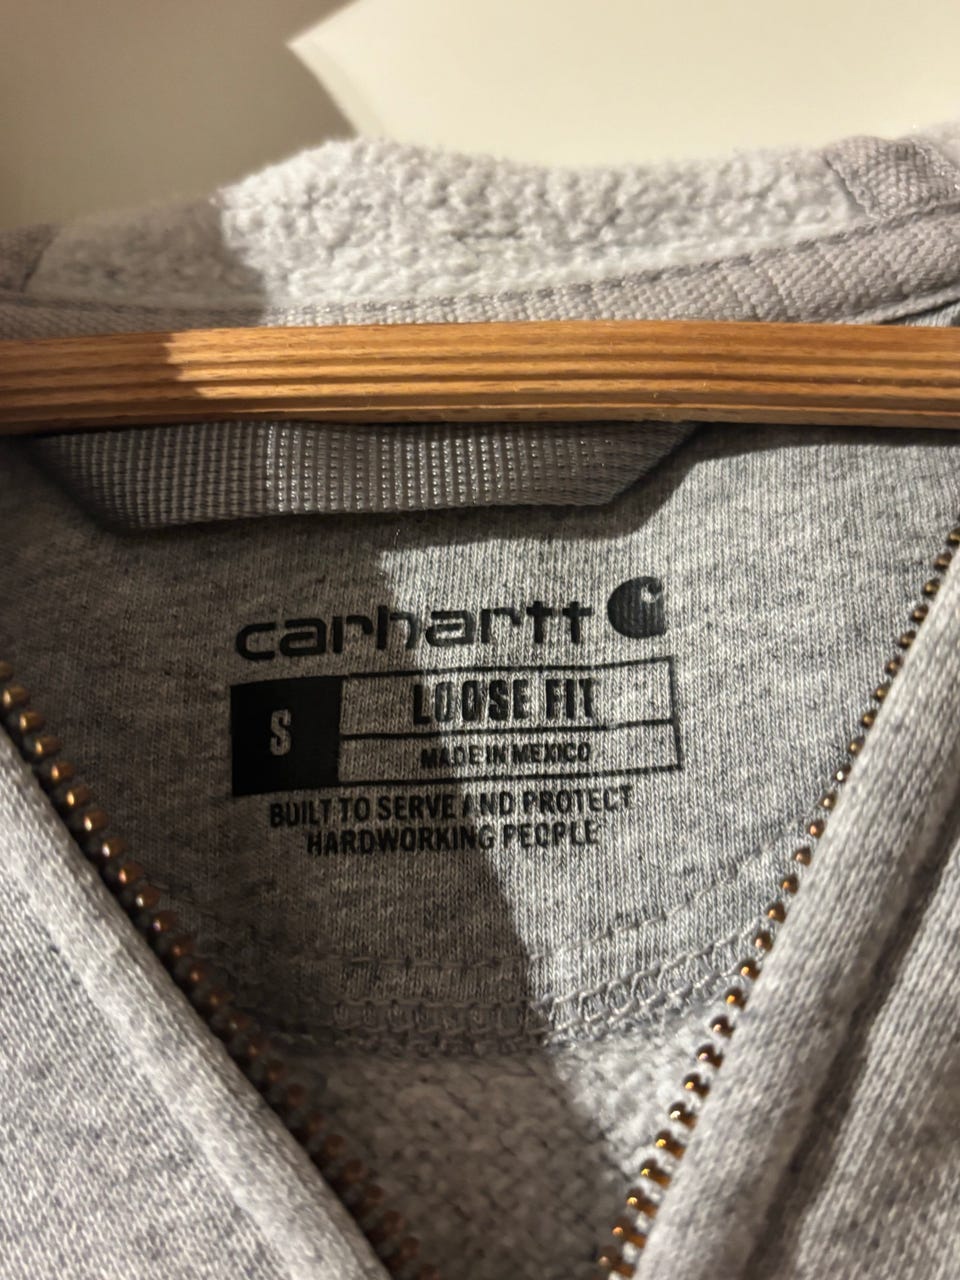 carhartt
S
LOOSE FIT
MADE IN MEXICO
BUILT TO SERVE AND PROTECT
HARDWORKING PEOPLE